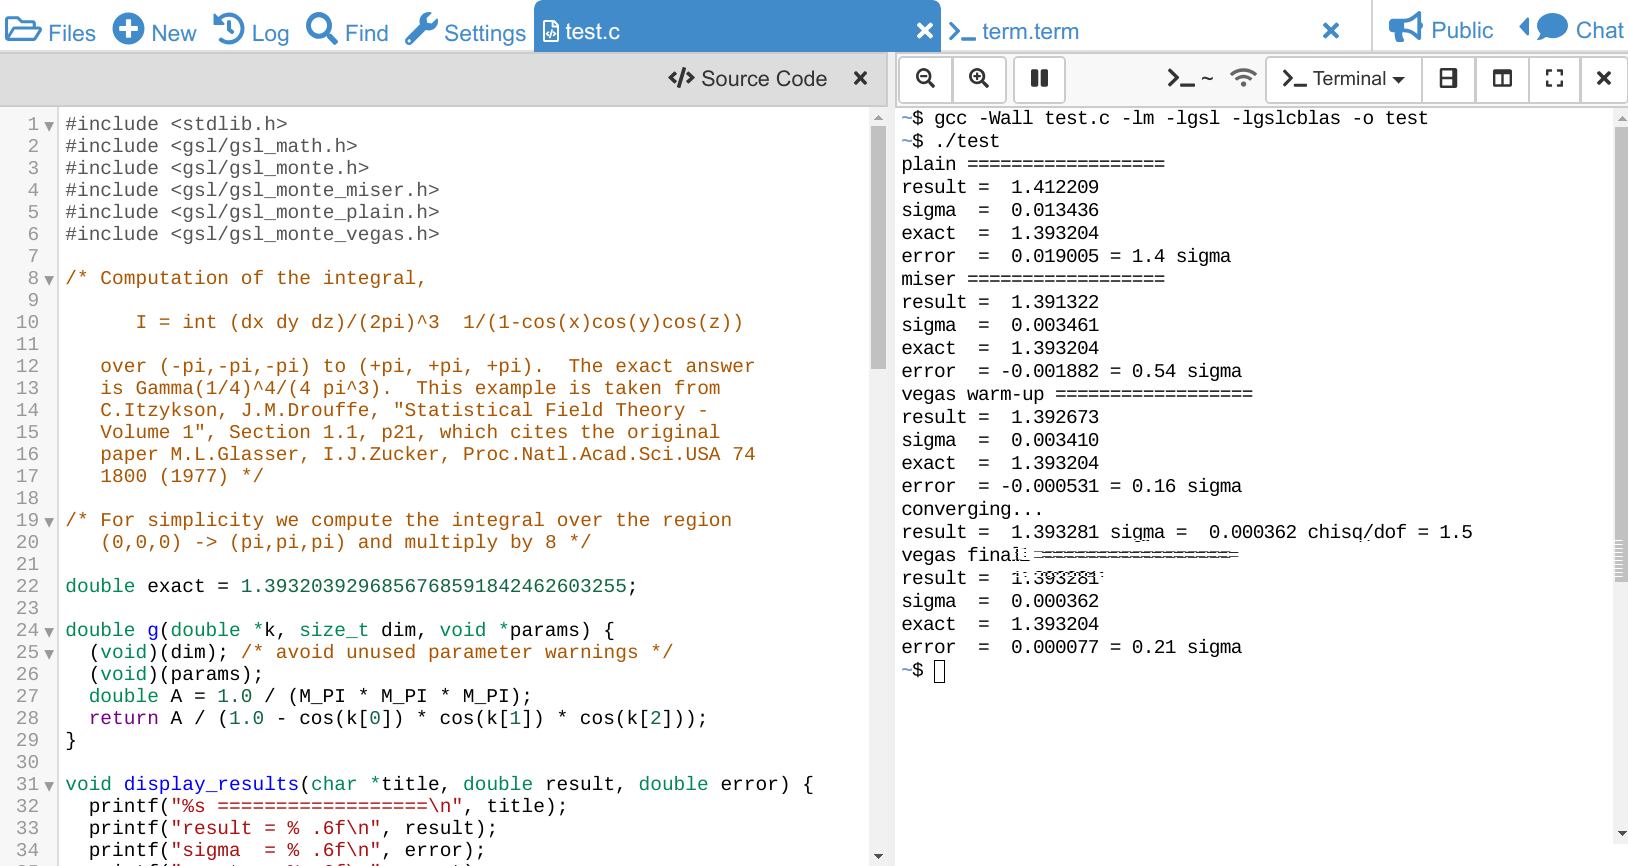 Files New Log Find Settings test.c term.term Public Chat
</> Source Code ~ Terminal
1 #include <stdlib.h>
2 #include <gsl/gsl_math.h>
3 #include <gsl/gsl_monte.h>
4 #include <gsl/gsl_monte_miser.h>
5 #include <gsl/gsl_monte_plain.h>
6 #include <gsl/gsl_monte_vegas.h>
7
8 /* Computation of the integral,
9
10 I = int (dx dy dz)/(2pi)^3  1/(1-cos(x)cos(y)cos(z))
11
12 over (-pi,-pi,-pi) to (+pi, +pi, +pi).  The exact answer
13 is Gamma(1/4)^4/(4 pi^3).  This example is taken from
14 C.Itzykson, J.M.Drouffe, "Statistical Field Theory -
15 Volume 1", Section 1.1, p21, which cites the original
16 paper M.L.Glasser, I.J.Zucker, Proc.Natl.Acad.Sci.USA 74
17 1800 (1977) */
18
19 /* For simplicity we compute the integral over the region
20 (0,0,0) -> (pi,pi,pi) and multiply by 8 */
21
22 double exact = 1.3932039296856768591842462603255;
23
24 double g(double *k, size_t dim, void *params) {
25 (void)(dim); /* avoid unused parameter warnings */
26 (void)(params);
27 double A = 1.0 / (M_PI * M_PI * M_PI);
28 return A / (1.0 - cos(k[0]) * cos(k[1]) * cos(k[2]));
29 }
30
31 void display_results(char *title, double result, double error) {
32 printf("%s ==================\n", title);
33 printf("result = % .6f\n", result);
34 printf("sigma  = % .6f\n", error);
~$ gcc -Wall test.c -lm -lgsl -lgslcblas -o test
~$ ./test
plain ==================
result =  1.412209
sigma  =  0.013436
exact  =  1.393204
error  =  0.019005 = 1.4 sigma
miser ==================
result =  1.391322
sigma  =  0.003461
exact  =  1.393204
error  = -0.001882 = 0.54 sigma
vegas warm-up ==================
result =  1.392673
sigma  =  0.003410
exact  =  1.393204
error  = -0.000531 = 0.16 sigma
converging...
result =  1.393281 sigma =  0.000362 chisq/dof = 1.5
vegas final ==================
result =  1.393281
sigma  =  0.000362
exact  =  1.393204
error  =  0.000077 = 0.21 sigma
~$